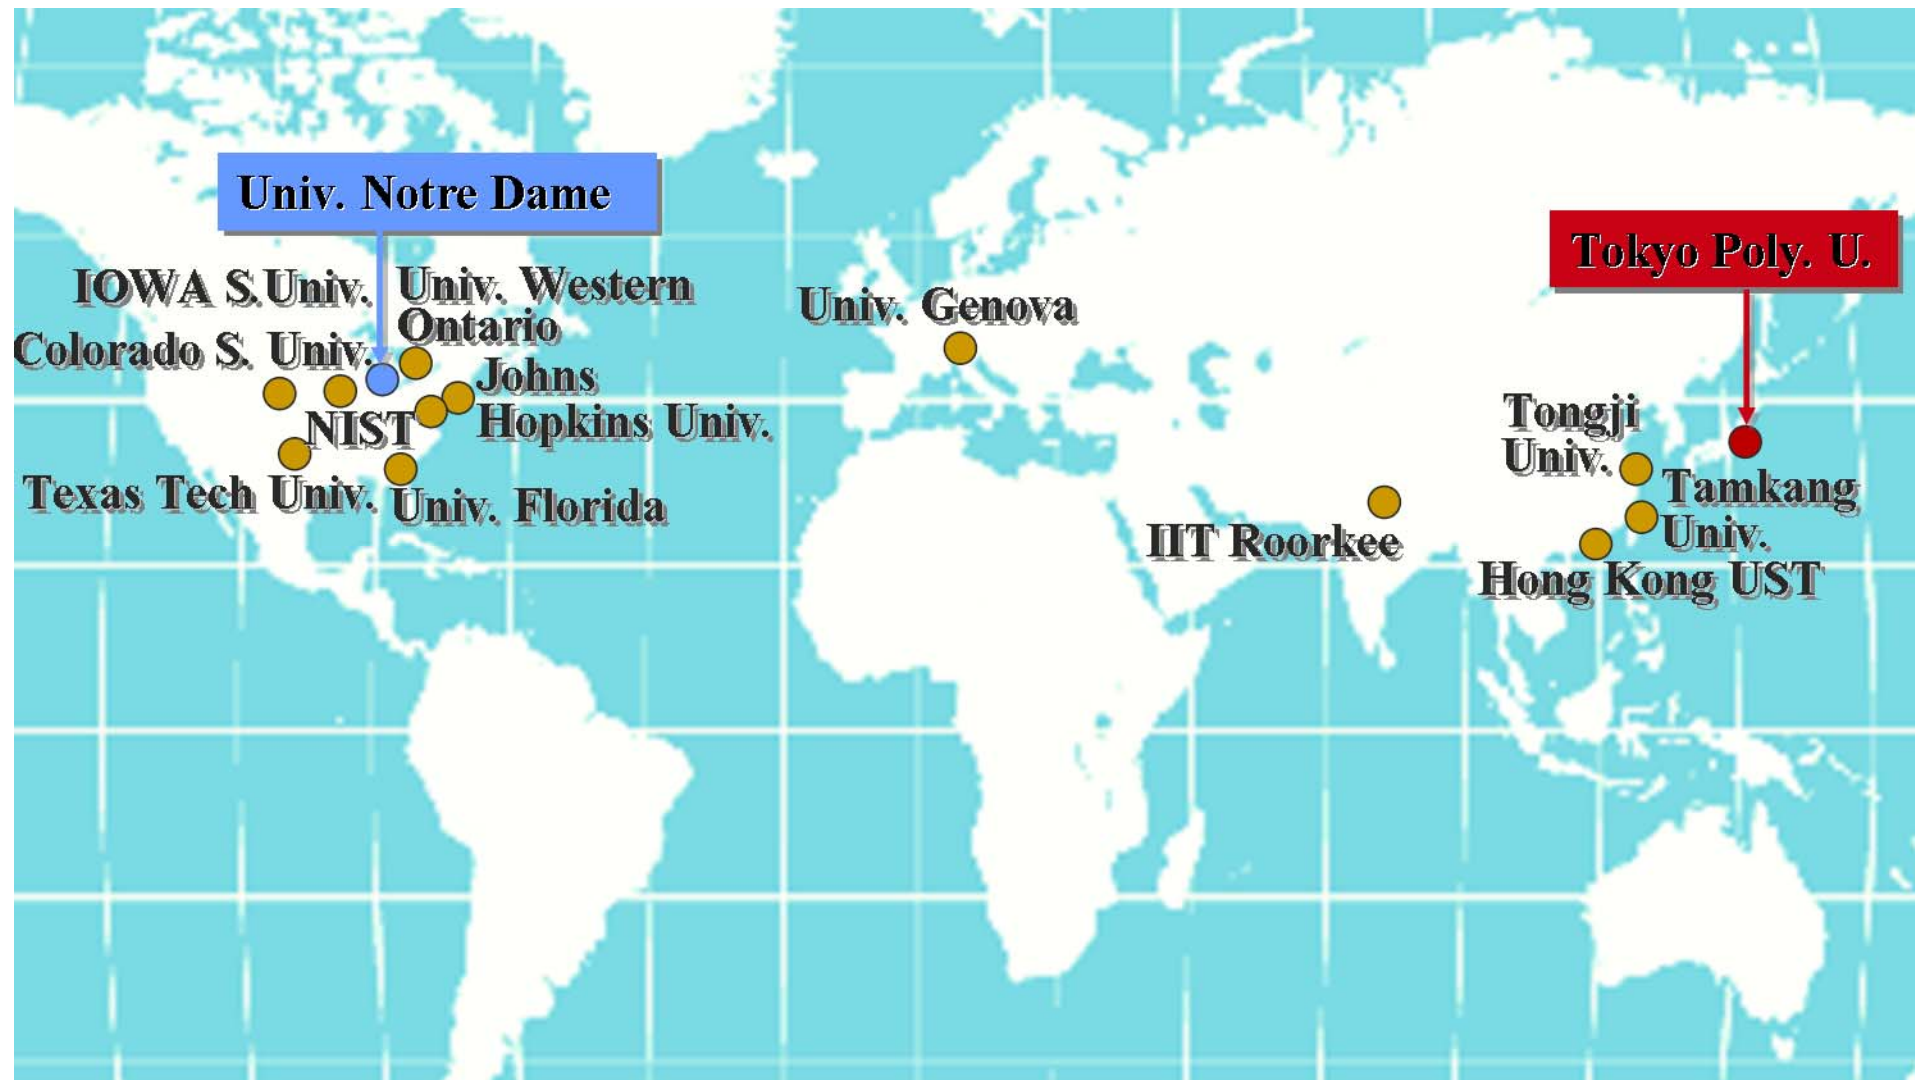 Univ. Notre Dame
Tokyo Poly. U.
IOWA S.Univ.
Univ. Western
Ontario
Colorado S. Univ.
Johns
Hopkins Univ.
NIST
Texas Tech Univ.
Univ. Florida
Univ. Genova
IIT Roorkee
Tongji
Univ.
Tamkang
Univ.
Hong Kong UST